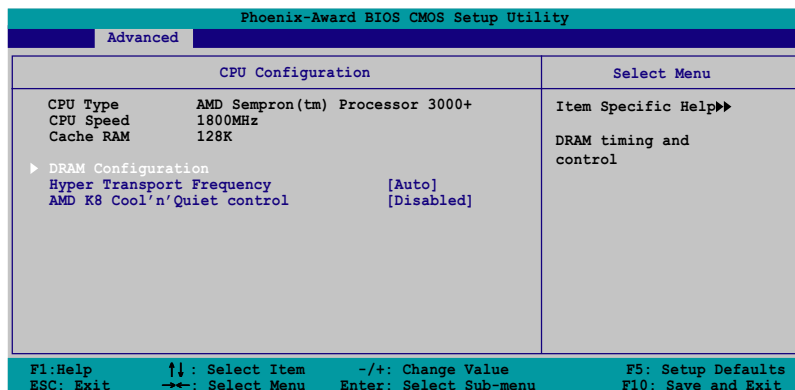 Phoenix-Award BIOS CMOS Setup Utility
Advanced
CPU Configuration
Select Menu
CPU Type AMD Sempron(tm) Processor 3000+
CPU Speed 1800MHz
Cache RAM 128K
DRAM Configuration
Hyper Transport Frequency [Auto]
AMD K8 Cool'n'Quiet control [Disabled]
Item Specific Help▶▶
DRAM timing and
control
F1:Help ↑↓: Select Item -/+: Change Value F5: Setup Defaults
ESC: Exit →←: Select Menu Enter: Select Sub-menu F10: Save and Exit